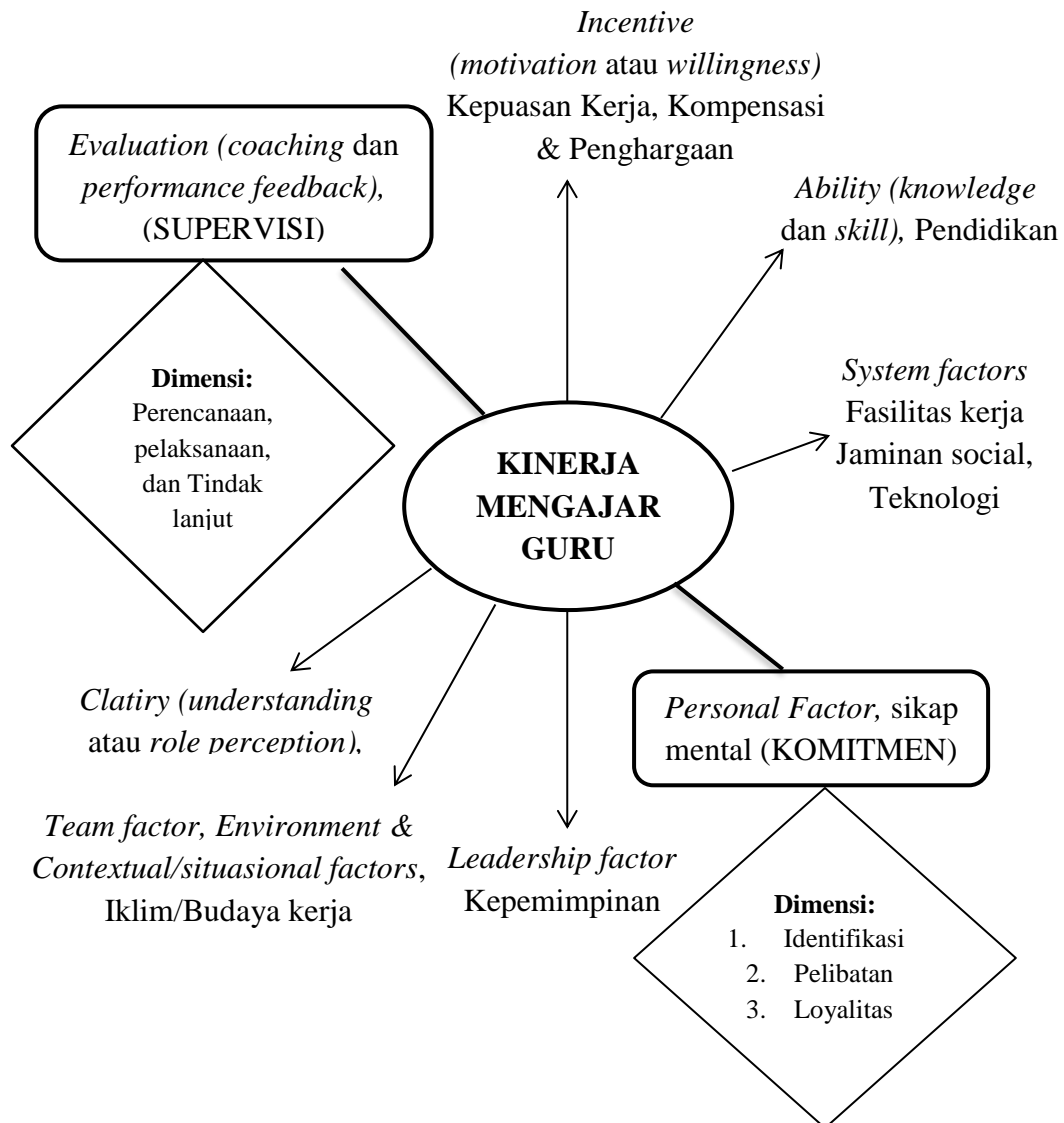 Incentive
(motivation atau willingness)
Kepuasan Kerja, Kompensasi
& Penghargaan
Evaluation (coaching dan
performance feedback),
(SUPERVISI)
Ability (knowledge
dan skill), Pendidikan
Dimensi:
Perencanaan,
pelaksanaan,
dan Tindak
lanjut
System factors
Fasilitas kerja
Jaminan social,
Teknologi
KINERJA
MENGAJAR
GURU
Clatiry (understanding
atau role perception),
Personal Factor, sikap
mental (KOMITMEN)
Team factor, Environment &
Contextual/situasional factors,
Iklim/Budaya kerja
Leadership factor
Kepemimpinan
Dimensi:
1. Identifikasi
2. Pelibatan
3. Loyalitas